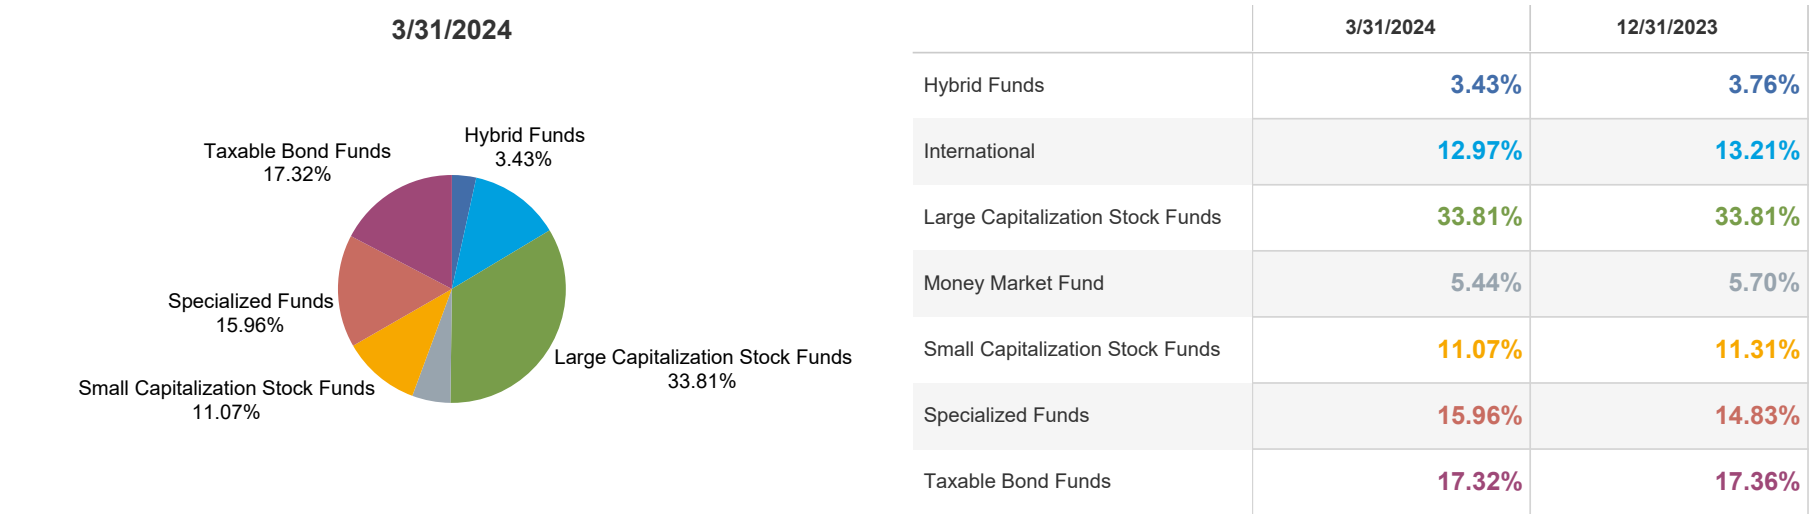 3/31/2024
Hybrid Funds
3.43%
Taxable Bond Funds
17.32%
Specialized Funds
15.96%
Large Capitalization Stock Funds
33.81%
Small Capitalization Stock Funds
11.07%
3/31/2024 12/31/2023
Hybrid Funds 3.43% 3.76%
International 12.97% 13.21%
Large Capitalization Stock Funds 33.81% 33.81%
Money Market Fund 5.44% 5.70%
Small Capitalization Stock Funds 11.07% 11.31%
Specialized Funds 15.96% 14.83%
Taxable Bond Funds 17.32% 17.36%